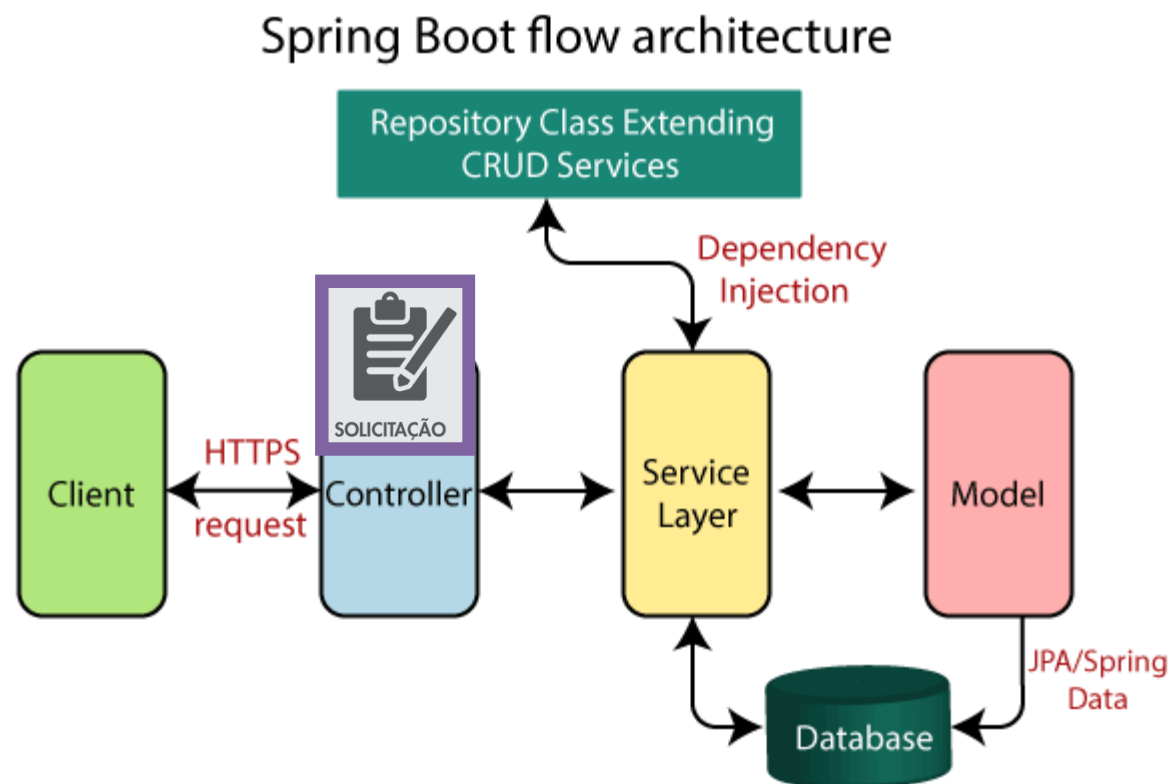 Spring Boot flow architecture
Repository Class Extending
CRUD Services
Dependency
Injection
SOLICITAÇÃO
Client
HTTPS
request
Controller
Service
Layer
Model
JPA/Spring
Data
Database